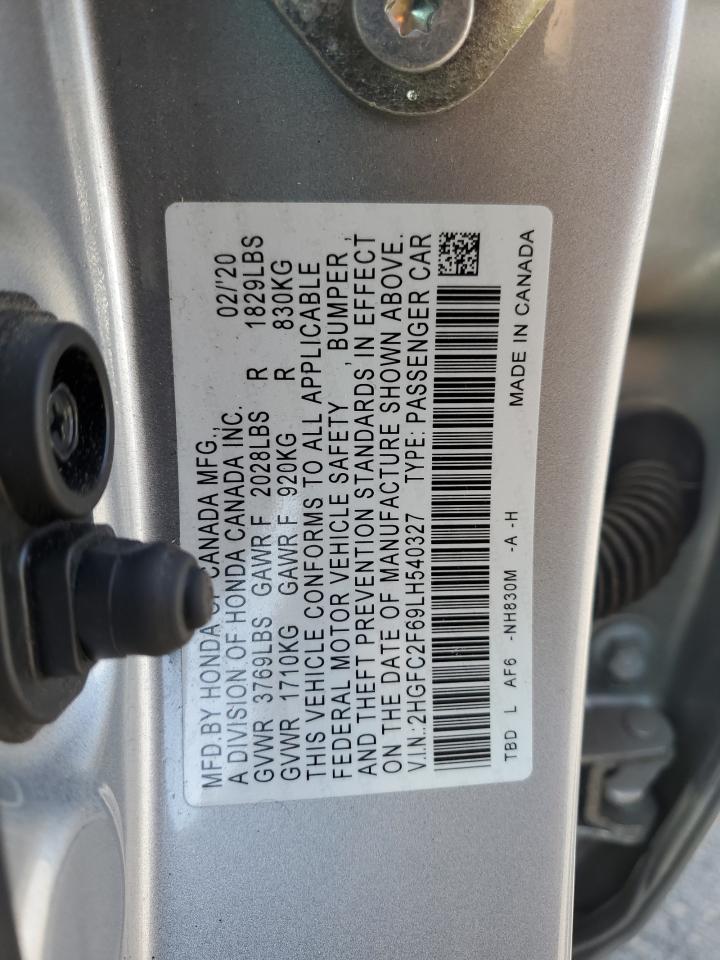 MFD.BY HONDA OF CANADA MFG., 02/'20
A DIVISION OF HONDA CANADA INC.
GVWR 3769LBS GAWR F 2028LBS R 1829LBS
GVWR 1710KG GAWR F 920KG R 830KG
THIS VEHICLE CONFORMS TO ALL APPLICABLE
FEDERAL MOTOR VEHICLE SAFETY , BUMPER ,
AND THEFT PREVENTION STANDARDS IN EFFECT
ON THE DATE OF MANUFACTURE SHOWN ABOVE.
V.I.N.:2HGFC2F69LH540327 TYPE: PASSENGER CAR
TBD L AF6 -NH830M -A -H MADE IN CANADA